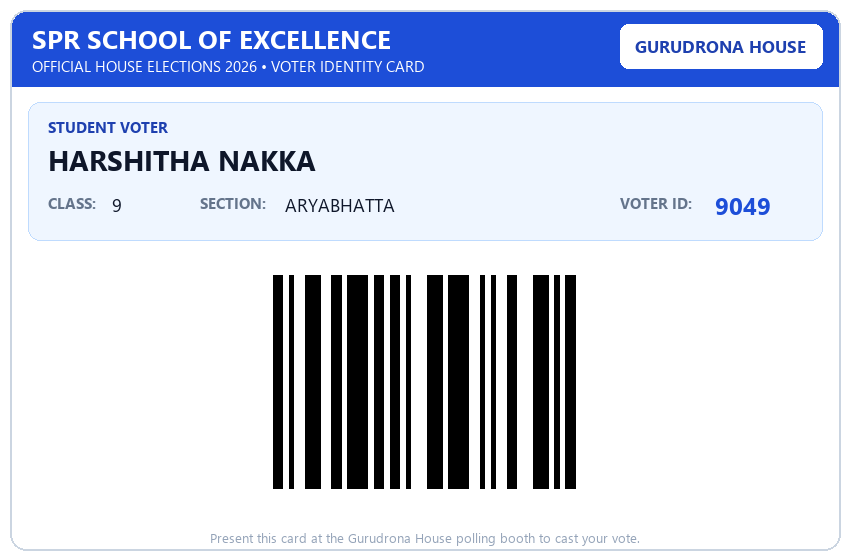 SPR SCHOOL OF EXCELLENCE
OFFICIAL HOUSE ELECTIONS 2026 • VOTER IDENTITY CARD
GURUDRONA HOUSE
STUDENT VOTER
HARSHITHA NAKKA
CLASS: 9 SECTION: ARYABHATTA VOTER ID: 9049
Present this card at the Gurudrona House polling booth to cast your vote.